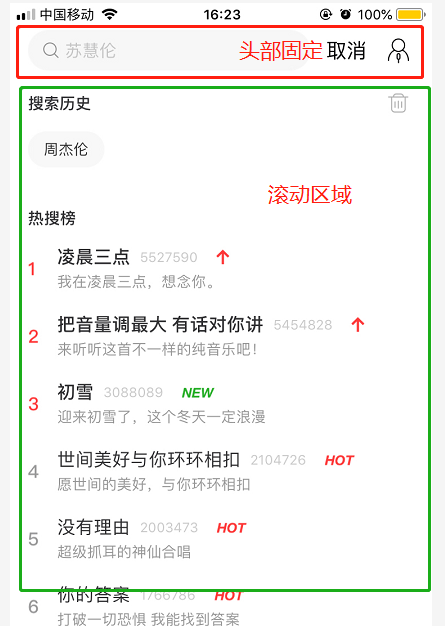 中国移动 16:23 100%
苏慧伦 头部固定 取消
搜索历史
周杰伦
滚动区域
热搜榜
1 凌晨三点 5527590
我在凌晨三点，想念你。
2 把音量调最大 有话对你讲 5454828
来听听这首不一样的纯音乐吧！
3 初雪 3088089 NEW
迎来初雪了，这个冬天一定浪漫
4 世间美好与你环环相扣 2104726 HOT
愿世间的美好，与你环环相扣
5 没有理由 2003473 HOT
超级抓耳的神仙合唱
6 你的答案 1766786 HOT
打破一切恐惧 我能找到答案